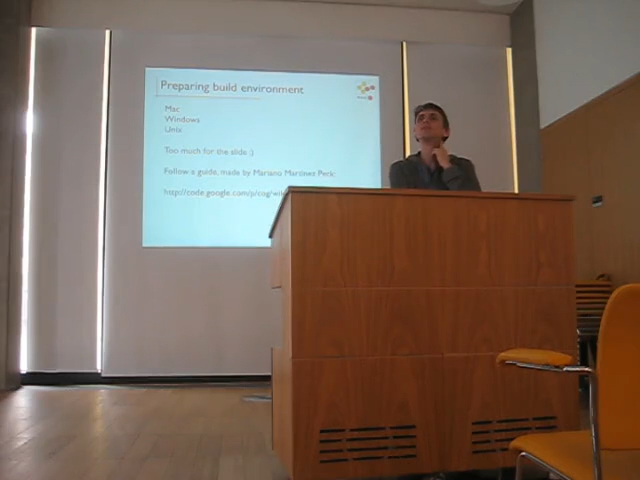 Preparing build environment
Mac
Windows
Unix
Too much for the slide :)
Follow a guide, made by Mariano Martinez Peck:
http://code.google.com/p/cog/wi